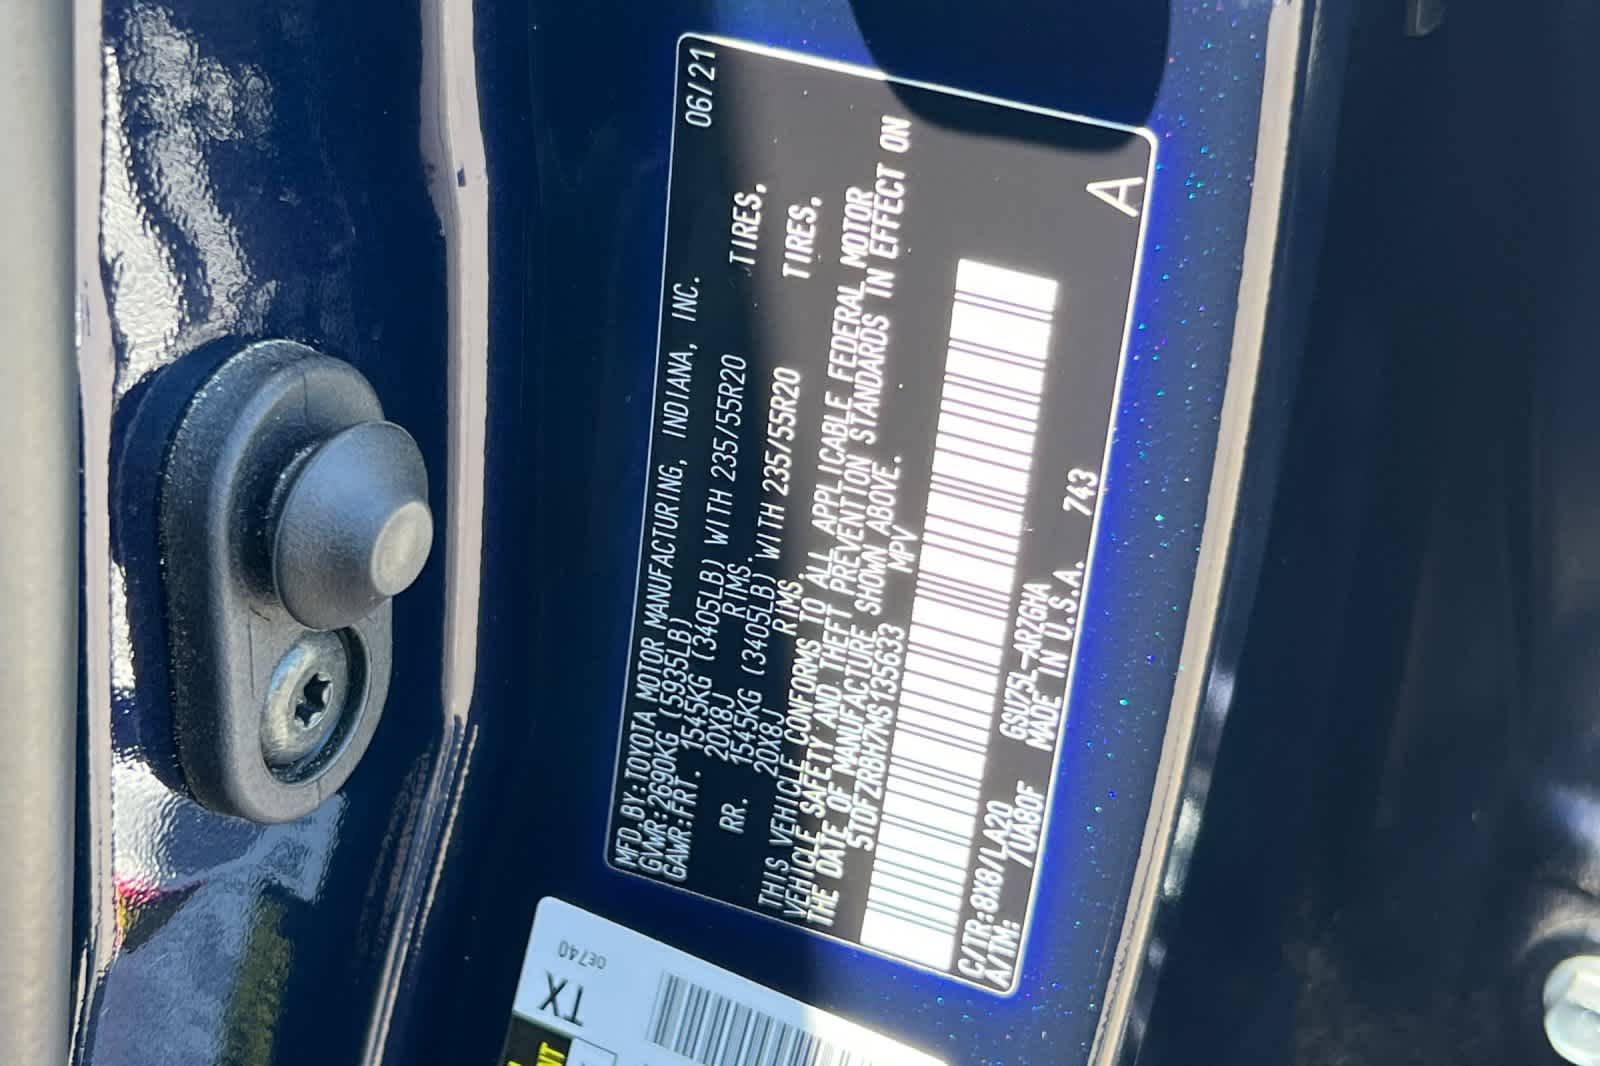 MFD.BY:TOYOTA MOTOR MANUFACTURING, INDIANA, INC. 06/21
GVWR:2690KG (5935LB)
GAWR:FRT. 1545KG (3405LB) WITH 235/55R20 TIRES,
20X8J RIMS.
RR. 1545KG (3405LB) WITH 235/55R20 TIRES,
20X8J RIMS.
THIS VEHICLE CONFORMS TO ALL APPLICABLE FEDERAL MOTOR
VEHICLE SAFETY AND THEFT PREVENTION STANDARDS IN EFFECT ON
THE DATE OF MANUFACTURE SHOWN ABOVE.
5TDFZRBH7MS135633 MPV
C/TR:8X8/LA20 GSU75L-ARZGHA
A/TM: 7UA80F MADE IN U.S.A. 743
A
0E740
TX